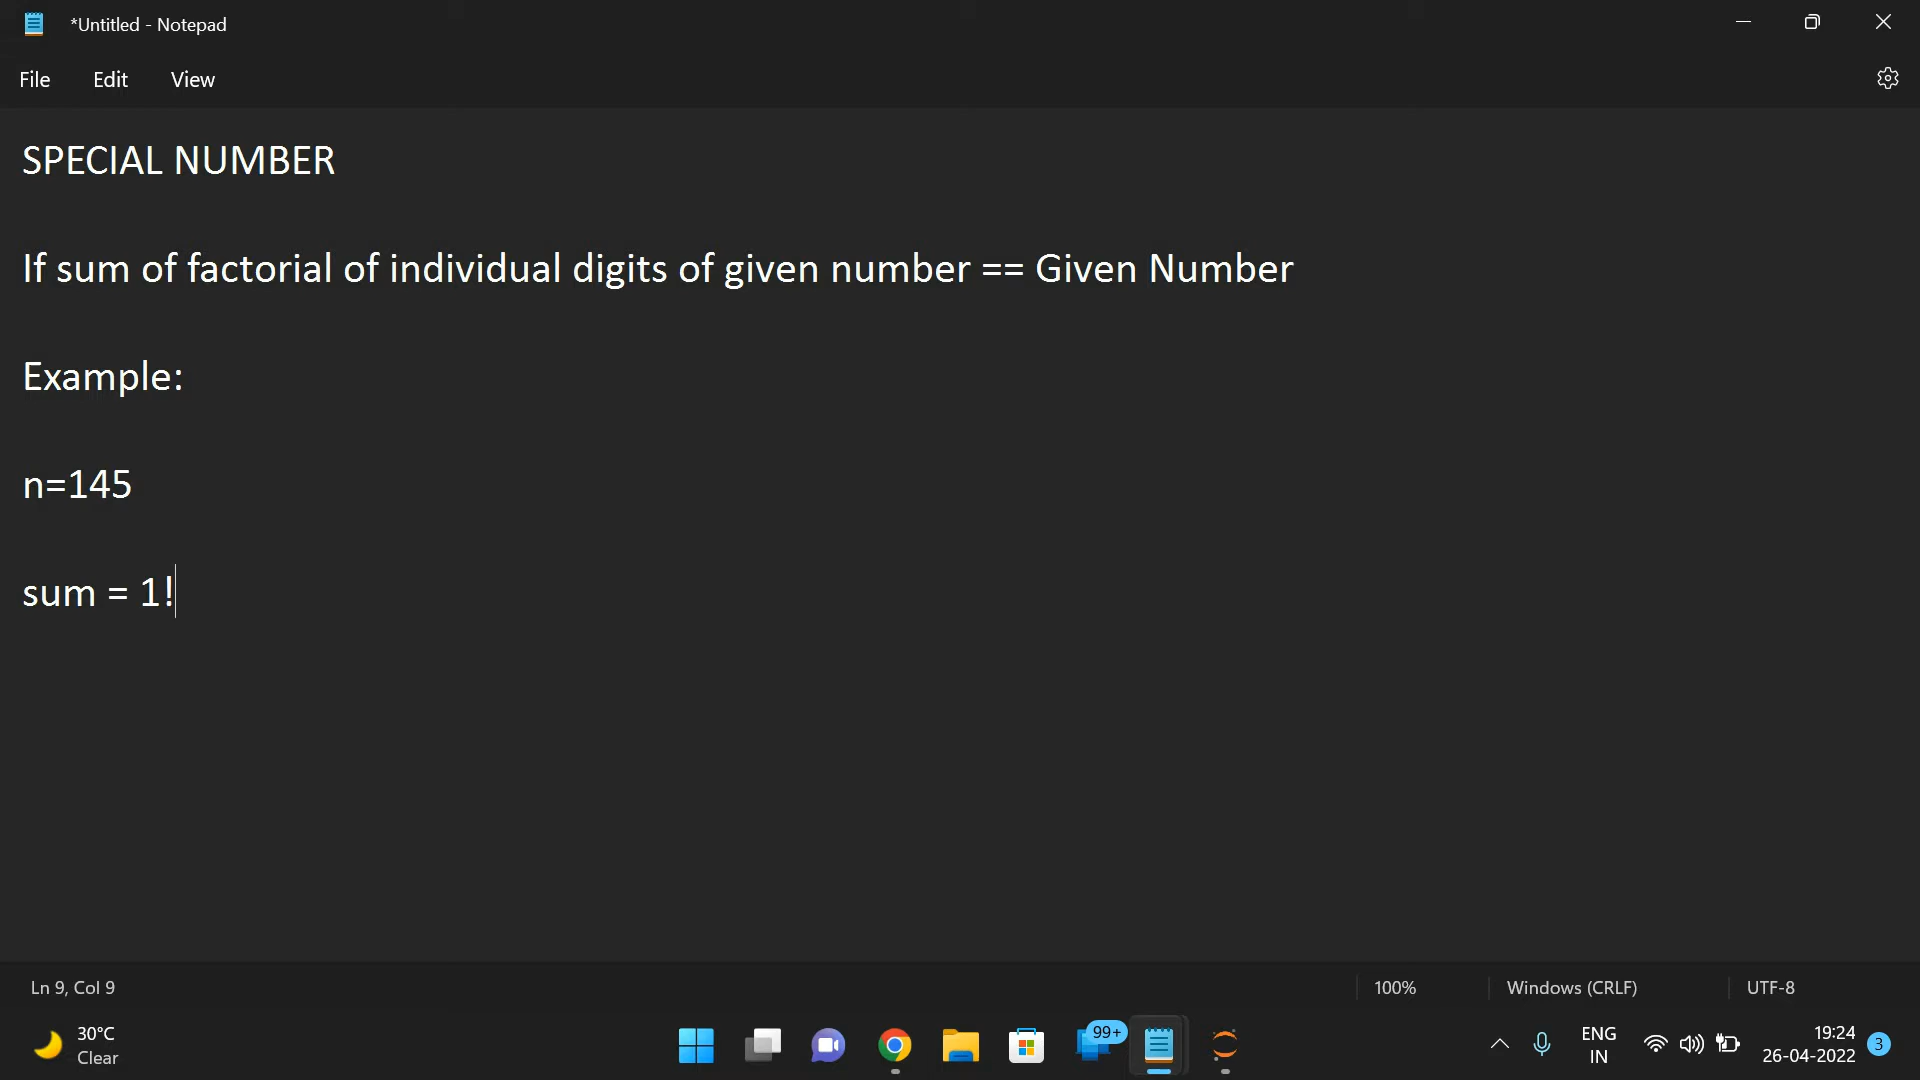 *Untitled - Notepad
File Edit View
SPECIAL NUMBER
If sum of factorial of individual digits of given number == Given Number
Example:
n=145
sum = 1!
Ln 9, Col 9 100% Windows (CRLF) UTF-8
30°C
Clear
99+
ENG
IN
19:24
26-04-2022
3